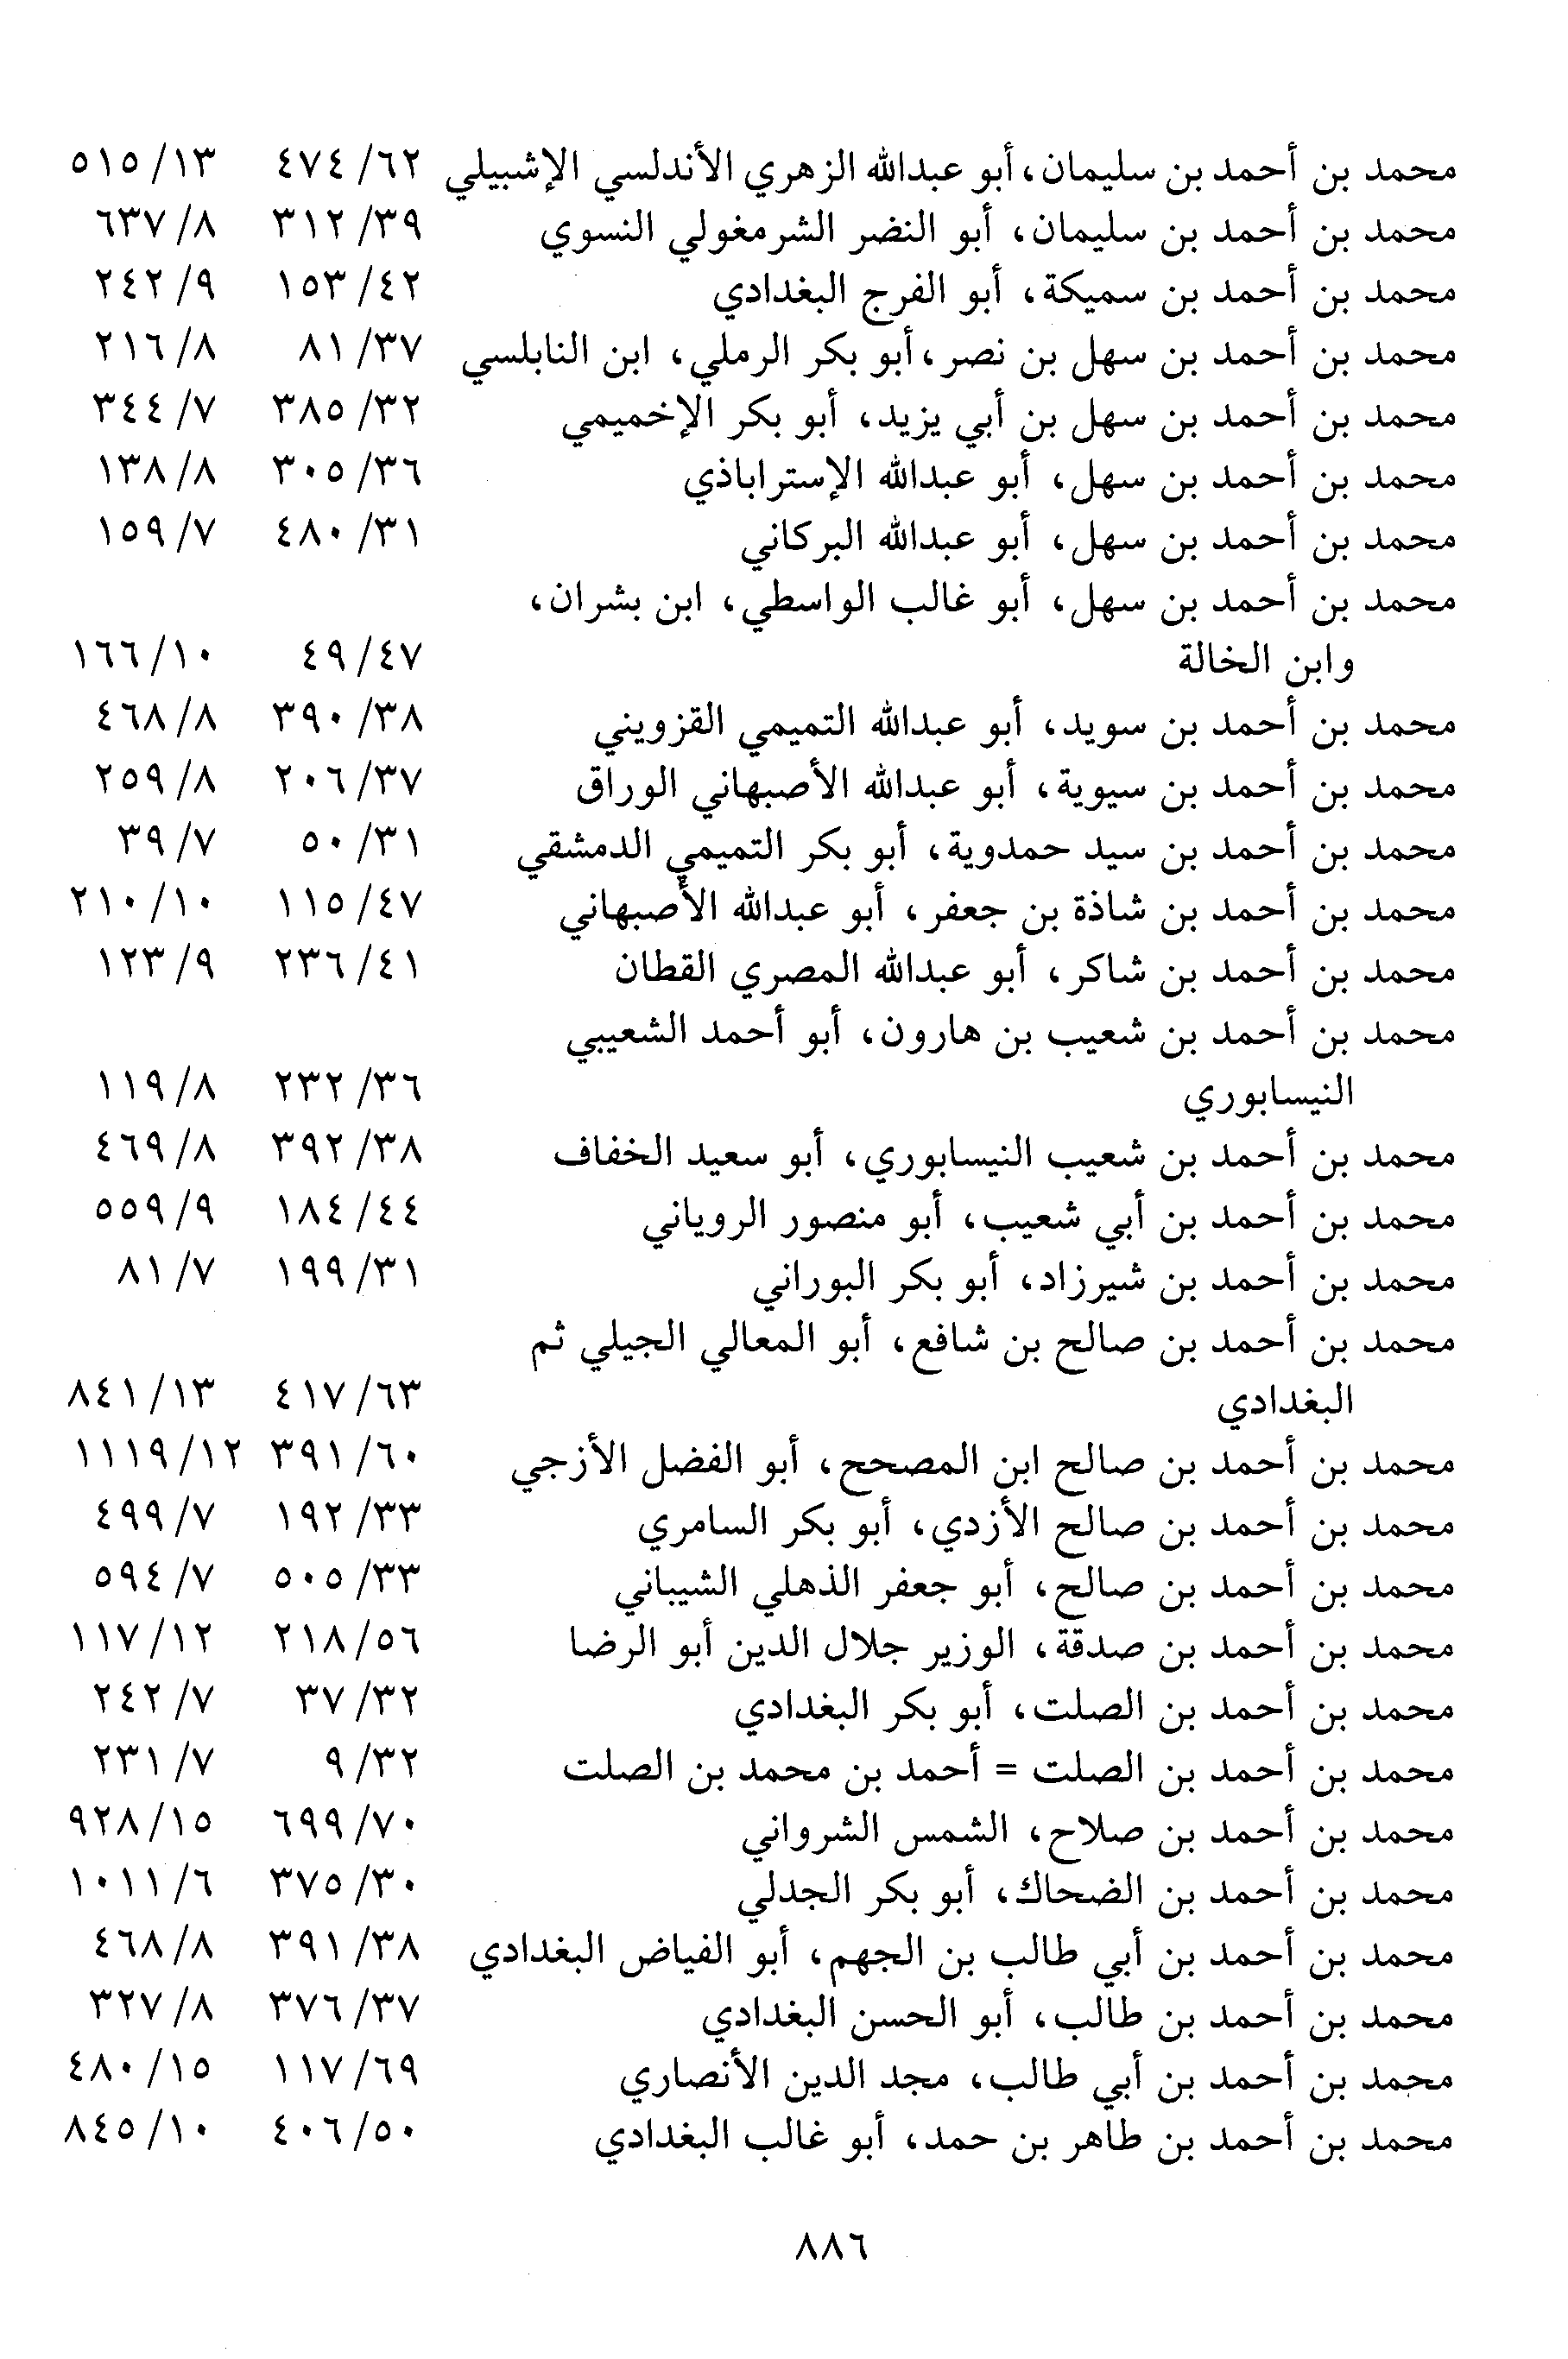 محمد بن أحمد بن سليمان، أبو عبدالله الزهري الأندلسي الإشبيلي ٦٢/ ٤٧٤ ١٣/ ٥١٥
محمد بن أحمد بن سليمان، أبو النضر الشرمغولي النسوي ٣٩/ ٣١٢ ٨/ ٦٣٧
محمد بن أحمد بن سميكة، أبو الفرج البغدادي ٤٢/ ١٥٣ ٩/ ٢٤٢
محمد بن أحمد بن سهل بن نصر، أبو بكر الرملي، ابن النابلسي ٣٧/ ٨١ ٨/ ٢١٦
محمد بن أحمد بن سهل بن أبي يزيد، أبو بكر الإخميمي ٣٢/ ٣٨٥ ٧/ ٣٤٤
محمد بن أحمد بن سهل، أبو عبدالله الإستراباذي ٣٦/ ٣٠٥ ٨/ ١٣٨
محمد بن أحمد بن سهل، أبو عبدالله البركاني ٣١/ ٤٨٠ ٧/ ١٥٩
محمد بن أحمد بن سهل، أبو غالب الواسطي، ابن بشران،
وابن الخالة ٤٧/ ٤٩ ١٠/ ١٦٦
محمد بن أحمد بن سويد، أبو عبدالله التميمي القزويني ٣٨/ ٣٩٠ ٨/ ٤٦٨
محمد بن أحمد بن سيوية، أبو عبدالله الأصبهاني الوراق ٣٧/ ٢٠٦ ٨/ ٢٥٩
محمد بن أحمد بن سيد حمدوية، أبو بكر التميمي الدمشقي ٣١/ ٥٠ ٧/ ٣٩
محمد بن أحمد بن شاذة بن جعفر، أبو عبدالله الأصبهاني ٤٧/ ١١٥ ١٠/ ٢١٠
محمد بن أحمد بن شاكر، أبو عبدالله المصري القطان ٤١/ ٢٣٦ ٩/ ١٢٣
محمد بن أحمد بن شعيب بن هارون، أبو أحمد الشعيبي
النيسابوري ٣٦/ ٢٣٢ ٨/ ١١٩
محمد بن أحمد بن شعيب النيسابوري، أبو سعيد الخفاف ٣٨/ ٣٩٢ ٨/ ٤٦٩
محمد بن أحمد بن أبي شعيب، أبو منصور الروياني ٤٤/ ١٨٤ ٩/ ٥٥٩
محمد بن أحمد بن شيرزاد، أبو بكر البوراني ٣١/ ١٩٩ ٧/ ٨١
محمد بن أحمد بن صالح بن شافع، أبو المعالي الجيلي ثم
البغدادي ٦٣/ ٤١٧ ١٣/ ٨٤١
محمد بن أحمد بن صالح ابن المصحح، أبو الفضل الأزجي ٦٠/ ٣٩١ ١٢/ ١١١٩
محمد بن أحمد بن صالح الأزدي، أبو بكر السامري ٣٣/ ١٩٢ ٧/ ٤٩٩
محمد بن أحمد بن صالح، أبو جعفر الذهلي الشيباني ٣٣/ ٥٠٥ ٧/ ٥٩٤
محمد بن أحمد بن صدقة، الوزير جلال الدين أبو الرضا ٥٦/ ٢١٨ ١٢/ ١١٧
محمد بن أحمد بن الصلت، أبو بكر البغدادي ٣٢/ ٣٧ ٧/ ٢٤٢
محمد بن أحمد بن الصلت = أحمد بن محمد بن الصلت ٣٢/ ٩ ٧/ ٢٣١
محمد بن أحمد بن صلاح، الشمس الشرواني ٧٠/ ٦٩٩ ١٥/ ٩٢٨
محمد بن أحمد بن الضحاك، أبو بكر الجدلي ٣٠/ ٣٧٥ ٦/ ١٠١١
محمد بن أحمد بن أبي طالب بن الجهم، أبو الفياض البغدادي ٣٨/ ٣٩١ ٨/ ٤٦٨
محمد بن أحمد بن طالب، أبو الحسن البغدادي ٣٧/ ٣٧٦ ٨/ ٣٢٧
محمد بن أحمد بن أبي طالب، مجد الدين الأنصاري ٦٩/ ١١٧ ١٥/ ٤٨٠
محمد بن أحمد بن طاهر بن حمد، أبو غالب البغدادي ٥٠/ ٤٠٦ ١٠/ ٨٤٥
٨٨٦